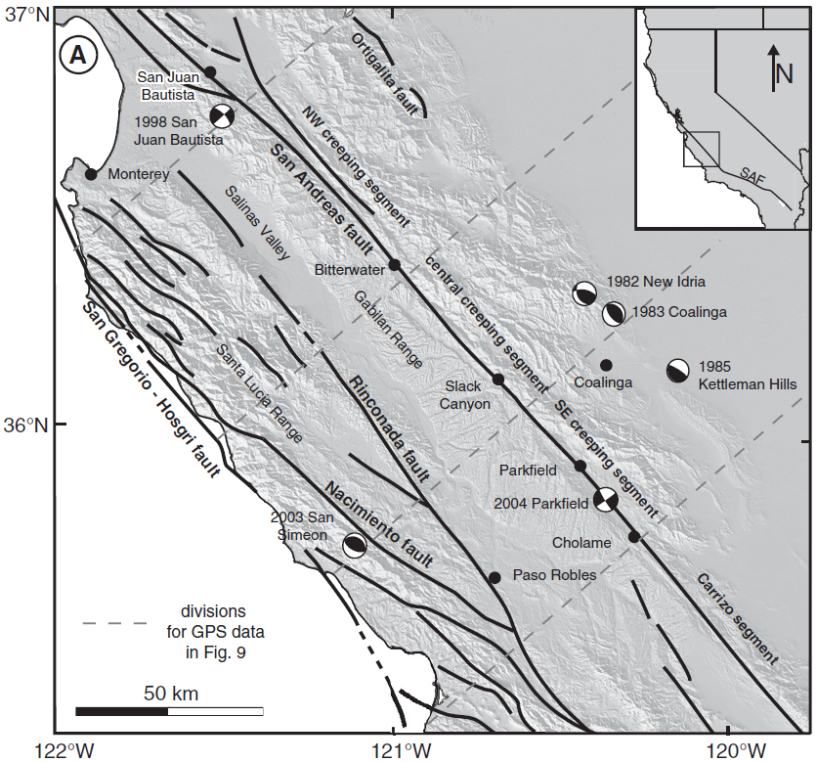 37°N
A
San Juan
Bautista
1998 San
Juan Bautista
Monterey
Ortigalita fault
NW creeping segment
San Andreas fault
Salinas Valley
N
SAF
Bitterwater
central creeping segment
1982 New Idria
1983 Coalinga
Gabilan Range
1985
Kettleman Hills
Coalinga
San Gregorio - Hosgri fault
Santa Lucia Range
Slack
Canyon
Rinconada fault
SE creeping segment
36°N
Parkfield
2004 Parkfield
Nacimiento fault
2003 San
Simeon
Cholame
Paso Robles
Carrizo segment
divisions
for GPS data
in Fig. 9
50 km
122°W
121°W
120°W